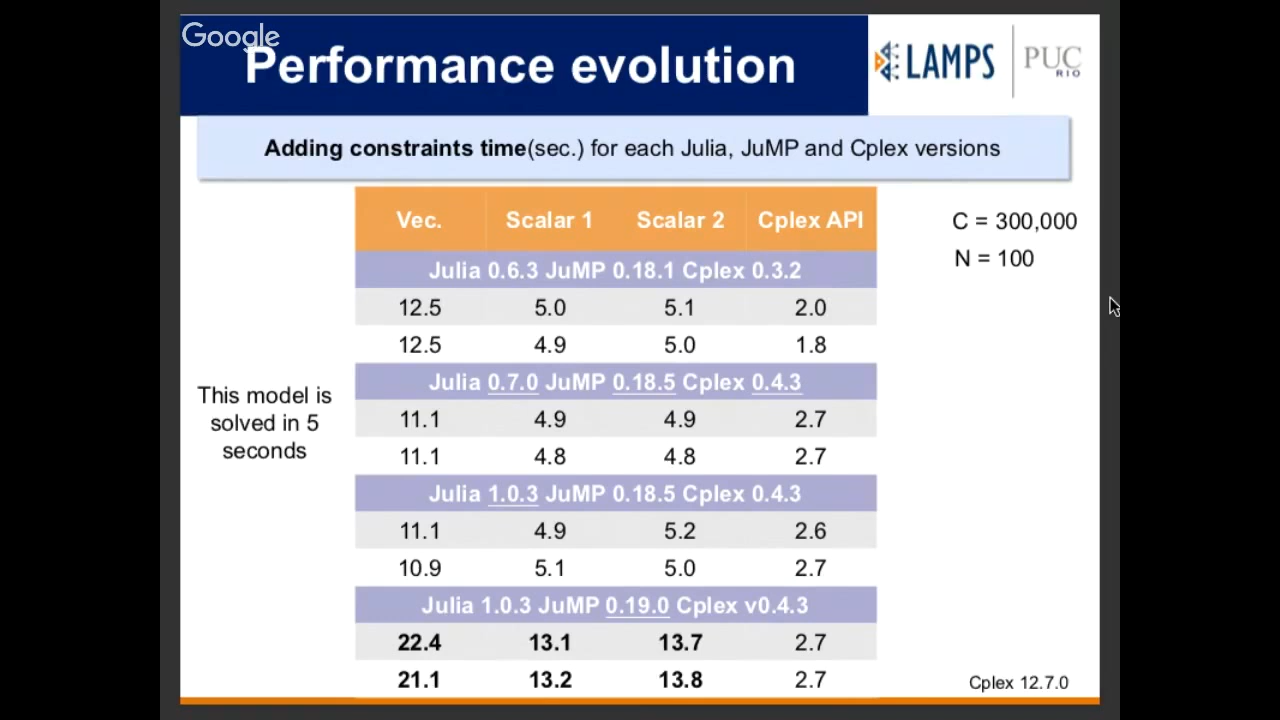 Google
Performance evolution
LAMPS
PUC
RIO
Adding constraints time(sec.) for each Julia, JuMP and Cplex versions
Vec. Scalar 1 Scalar 2 Cplex API
C = 300,000
N = 100
Julia 0.6.3 JuMP 0.18.1 Cplex 0.3.2
12.5 5.0 5.1 2.0
12.5 4.9 5.0 1.8
Julia 0.7.0 JuMP 0.18.5 Cplex 0.4.3
This model is
solved in 5
seconds
11.1 4.9 4.9 2.7
11.1 4.8 4.8 2.7
Julia 1.0.3 JuMP 0.18.5 Cplex 0.4.3
11.1 4.9 5.2 2.6
10.9 5.1 5.0 2.7
Julia 1.0.3 JuMP 0.19.0 Cplex v0.4.3
22.4 13.1 13.7 2.7
21.1 13.2 13.8 2.7
Cplex 12.7.0